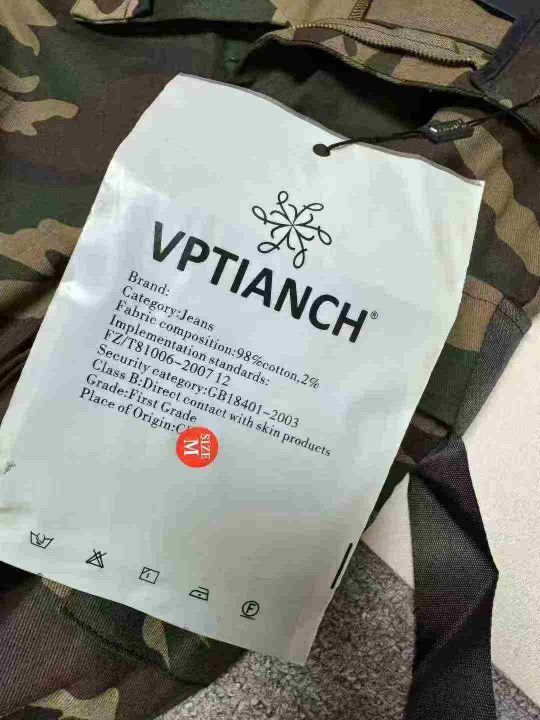 VPTIANCH®
Brand:
Category:Jeans
Fabric composition:98%cotton,2%
Implementation standards:
FZ/T81006-2007 12
Security category:GB18401-2003
Class B:Direct contact with skin products
Grade:First Grade
Place of Origin:C
SIZE
M
F